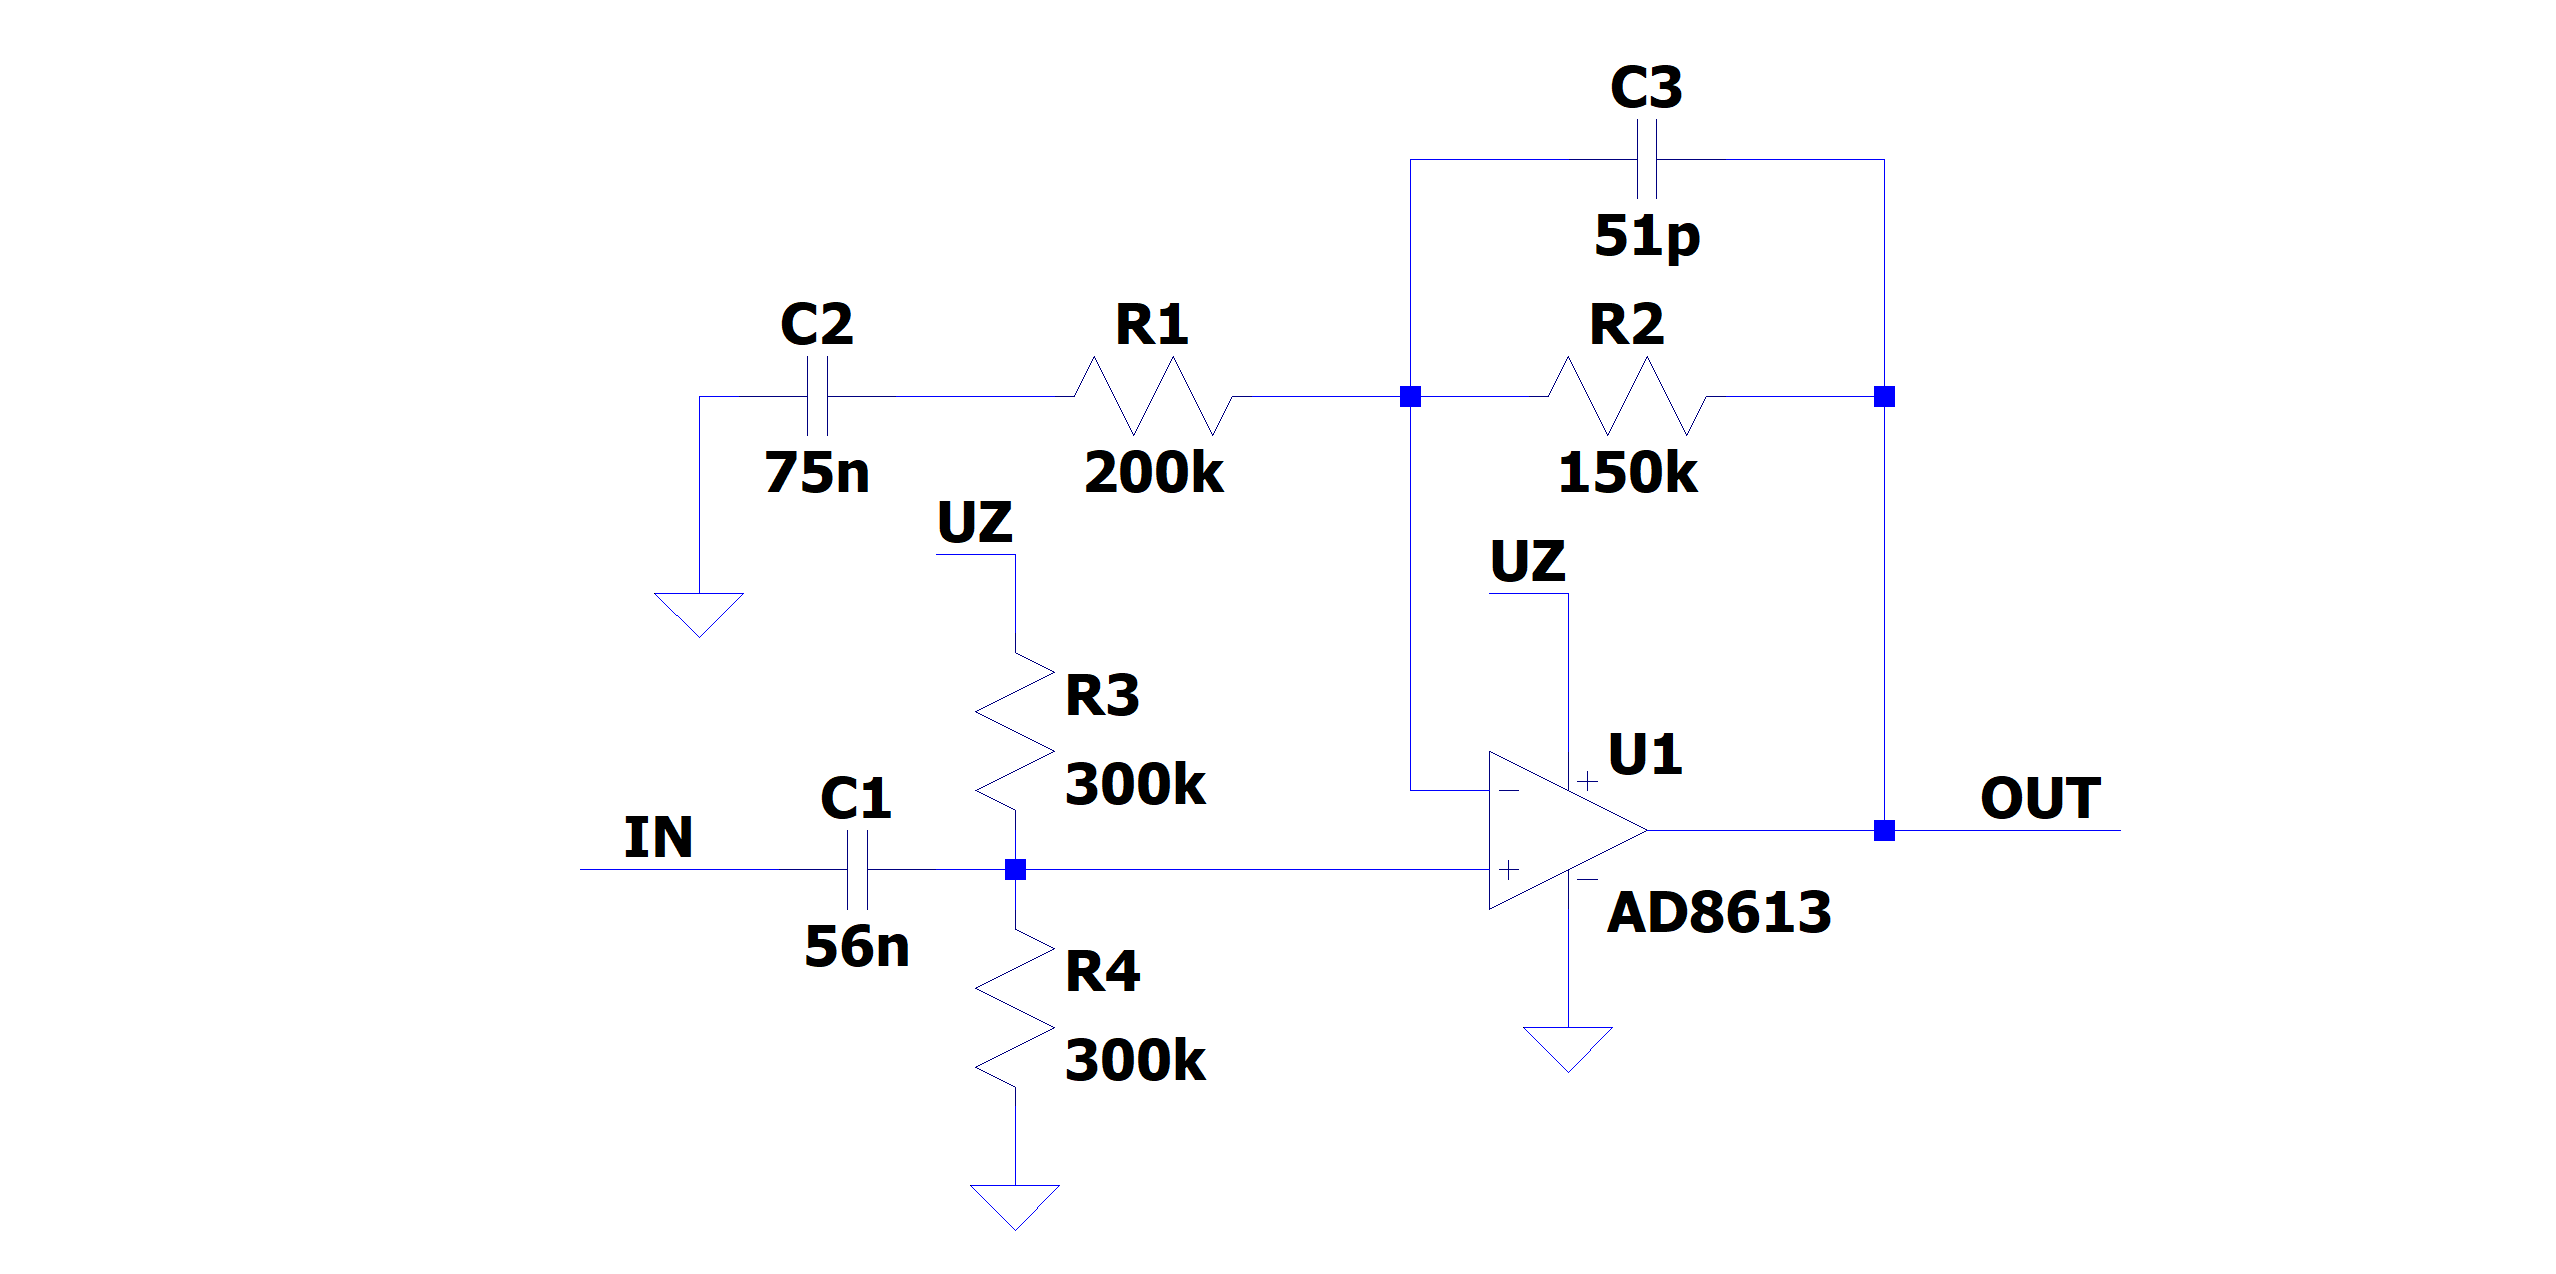 C3
51p
C2
R1
R2
75n
200k
150k
UZ
UZ
R3
U1
300k
C1
OUT
IN
AD8613
56n
R4
300k